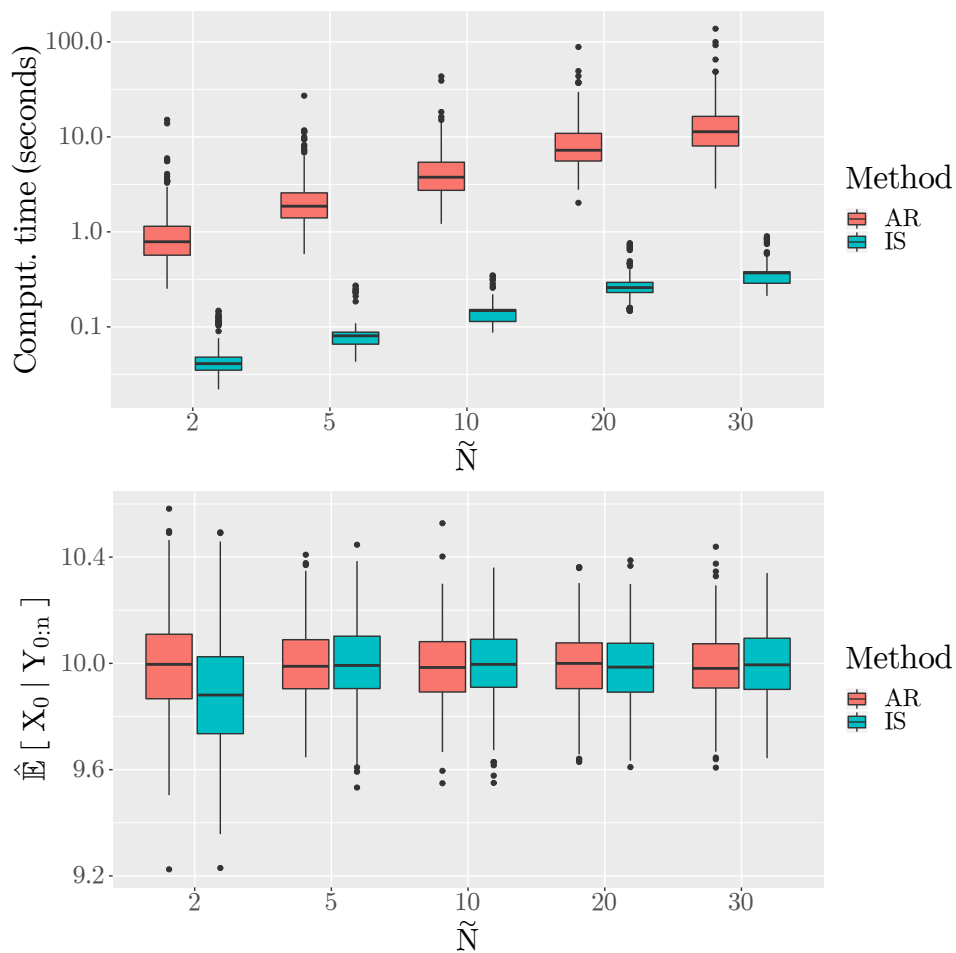 Comput. time (seconds)
100.0
10.0
1.0
0.1
2 5 10 20 30
Ñ
Method
AR
IS
𝔼̂ [ X₀ | Y₀:ₙ ]
10.4
10.0
9.6
9.2
2 5 10 20 30
Ñ
Method
AR
IS